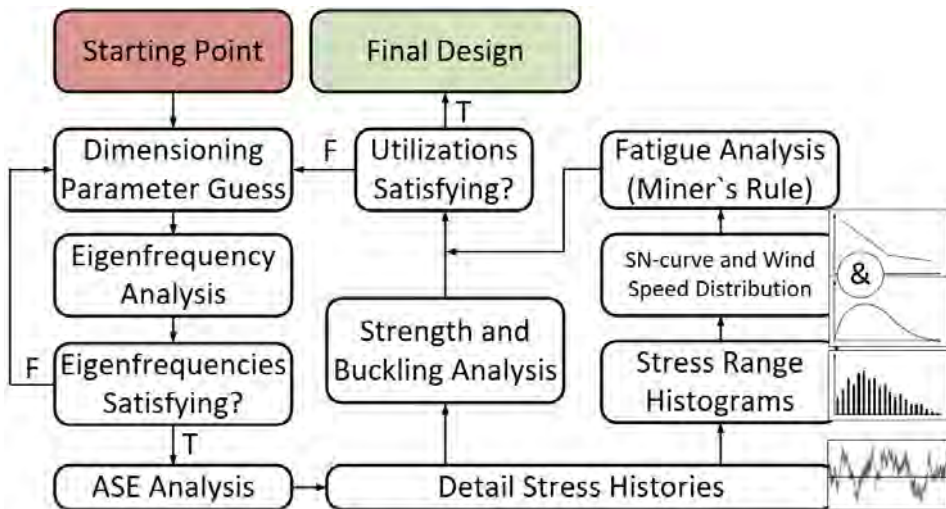 Starting Point
Final Design
Dimensioning
Parameter Guess
F
Utilizations
Satisfying?
T
Fatigue Analysis
(Miner`s Rule)
Eigenfrequency
Analysis
SN-curve and Wind
Speed Distribution
&
Strength and
Buckling Analysis
Stress Range
Histograms
F
Eigenfrequencies
Satisfying?
T
ASE Analysis
Detail Stress Histories